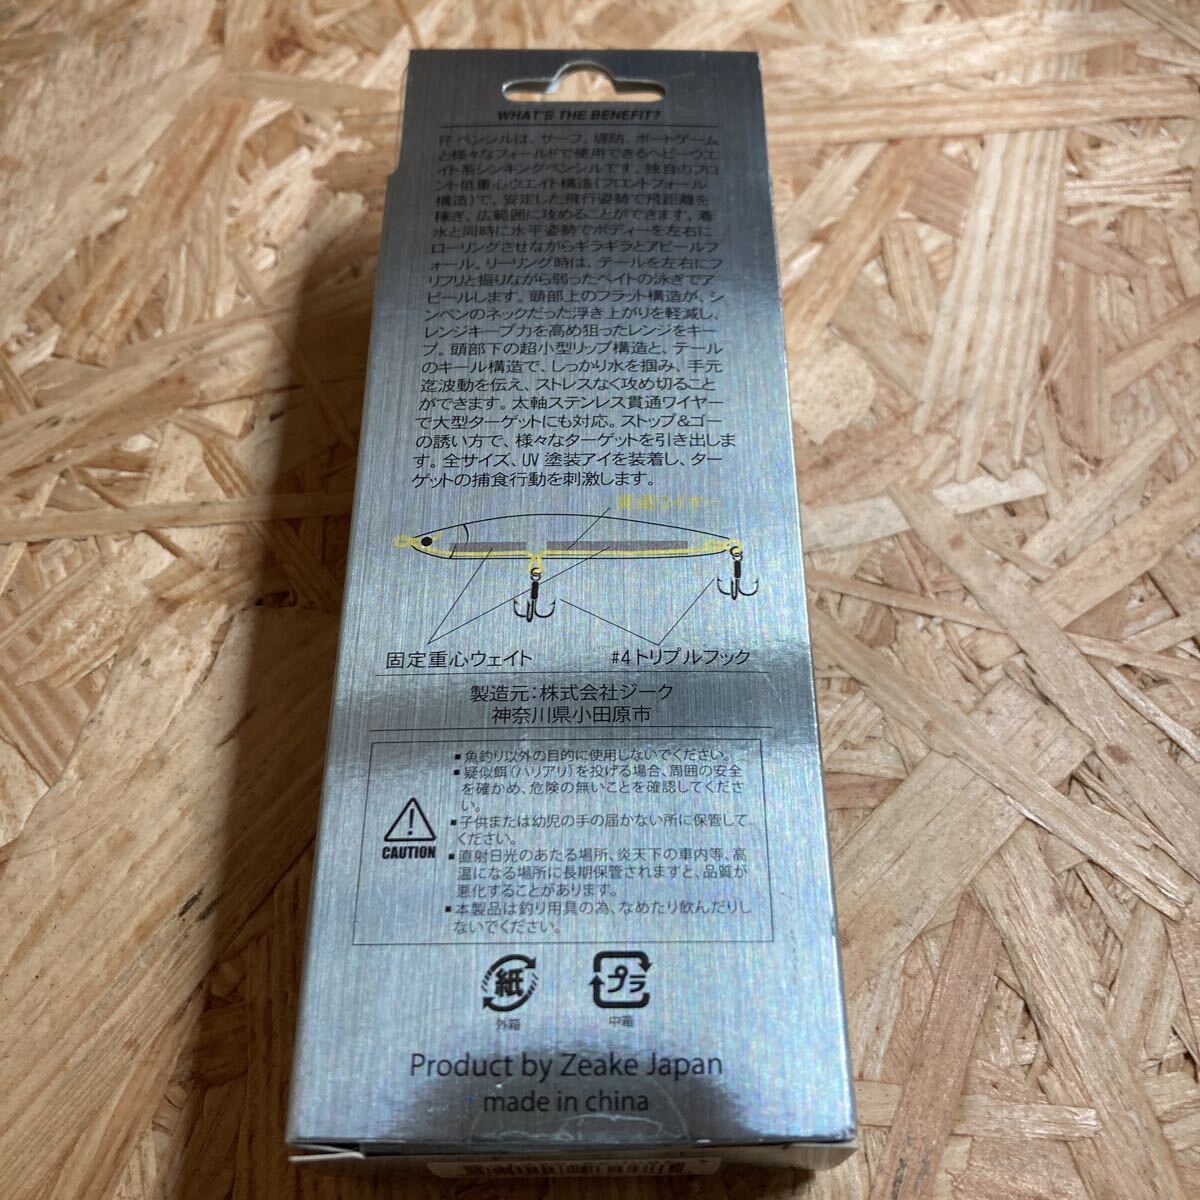 WHAT'S THE BENEFIT?
FFペンシルは、サーフ、堤防、ボートゲーム
と様々なフィールドで使用できるヘビーウエ
イト系シンキングペンシルです。独自のフロ
ント低重心ウエイト構造(フロントフォール
構造)で、安定した飛行姿勢で飛距離を
稼ぎ、広範囲に攻めることができます。着
水と同時に水平姿勢でボディーを左右に
ローリングさせながらギラギラとアピールフ
ォール。リーリング時は、テールを左右にフ
リフリと振りながら弱ったベイトの泳ぎでア
ピールします。頭部上のフラット構造が、シ
ンペンのネックだった浮き上がりを軽減し、
レンジキープ力を高め狙ったレンジをキー
プ。頭部下の超小型リップ構造と、テール
のキール構造で、しっかり水を掴み、手元
迄波動を伝え、ストレスなく攻め切ること
ができます。太軸ステンレス貫通ワイヤー
で大型ターゲットにも対応。ストップ&ゴー
の誘い方で、様々なターゲットを引き出しま
す。全サイズ、UV塗装アイを装着し、ター
ゲットの捕食行動を刺激します。
貫通ワイヤー
固定重心ウェイト
#4トリプルフック
製造元:株式会社ジーク
神奈川県小田原市
CAUTION
■魚釣り以外の目的に使用しないでください。
■疑似餌(ハリアリ)を投げる場合、周囲の安全
を確かめ、危険の無いことを確認してくださ
い。
■子供または幼児の手の届かない所に保管して
ください。
■直射日光のあたる場所、炎天下の車内等、高
温になる場所に長期保管されますと、品質が
悪化することがあります。
■本製品は釣り用具の為、なめたり飲んだりし
ないでください。
紙
外箱
プラ
中箱
Product by Zeake Japan
made in china